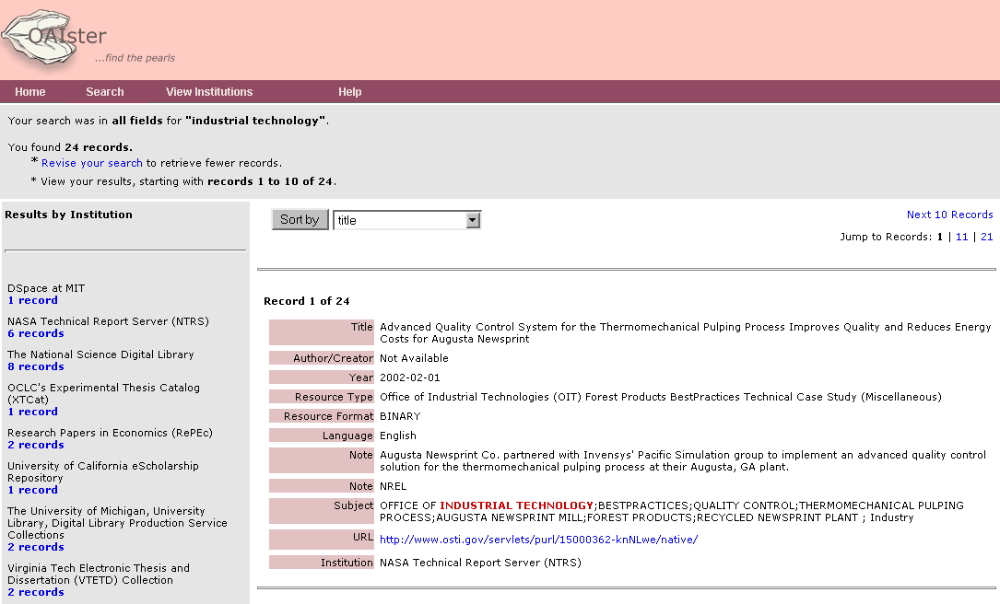 OAIster
...find the pearls
Home Search View Institutions Help
Your search was in all fields for "industrial technology".
You found 24 records.
* Revise your search to retrieve fewer records.
* View your results, starting with records 1 to 10 of 24.
Results by Institution
DSpace at MIT
1 record
NASA Technical Report Server (NTRS)
6 records
The National Science Digital Library
8 records
OCLC's Experimental Thesis Catalog
(XTCat)
1 record
Research Papers in Economics (RePEc)
2 records
University of California eScholarship
Repository
1 record
The University of Michigan, University
Library, Digital Library Production Service
Collections
2 records
Virginia Tech Electronic Thesis and
Dissertation (VTETD) Collection
2 records
Sort by title
Next 10 Records
Jump to Records: 1 | 11 | 21
Record 1 of 24
Title Advanced Quality Control System for the Thermomechanical Pulping Process Improves Quality and Reduces Energy
Costs for Augusta Newsprint
Author/Creator Not Available
Year 2002-02-01
Resource Type Office of Industrial Technologies (OIT) Forest Products BestPractices Technical Case Study (Miscellaneous)
Resource Format BINARY
Language English
Note Augusta Newsprint Co. partnered with Invensys' Pacific Simulation group to implement an advanced quality control
solution for the thermomechanical pulping process at their Augusta, GA plant.
Note NREL
Subject OFFICE OF INDUSTRIAL TECHNOLOGY;BESTPRACTICES;QUALITY CONTROL;THERMOMECHANICAL PULPING
PROCESS;AUGUSTA NEWSPRINT MILL;FOREST PRODUCTS;RECYCLED NEWSPRINT PLANT ; Industry
URL http://www.osti.gov/servlets/purl/15000362-knNLwe/native/
Institution NASA Technical Report Server (NTRS)